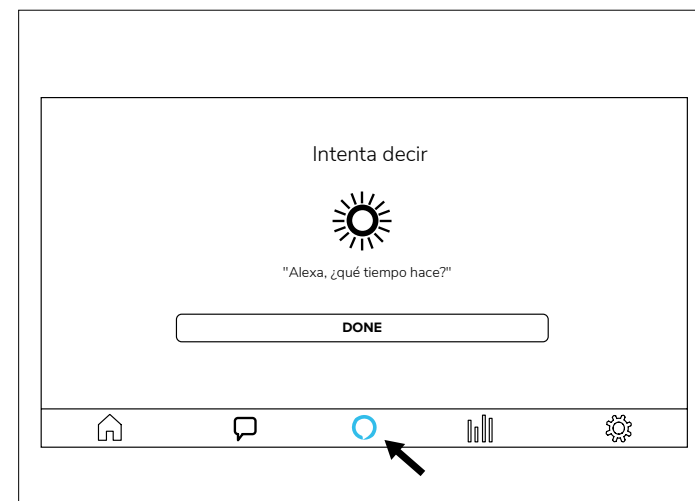 Intenta decir
"Alexa, ¿qué tiempo hace?"
DONE